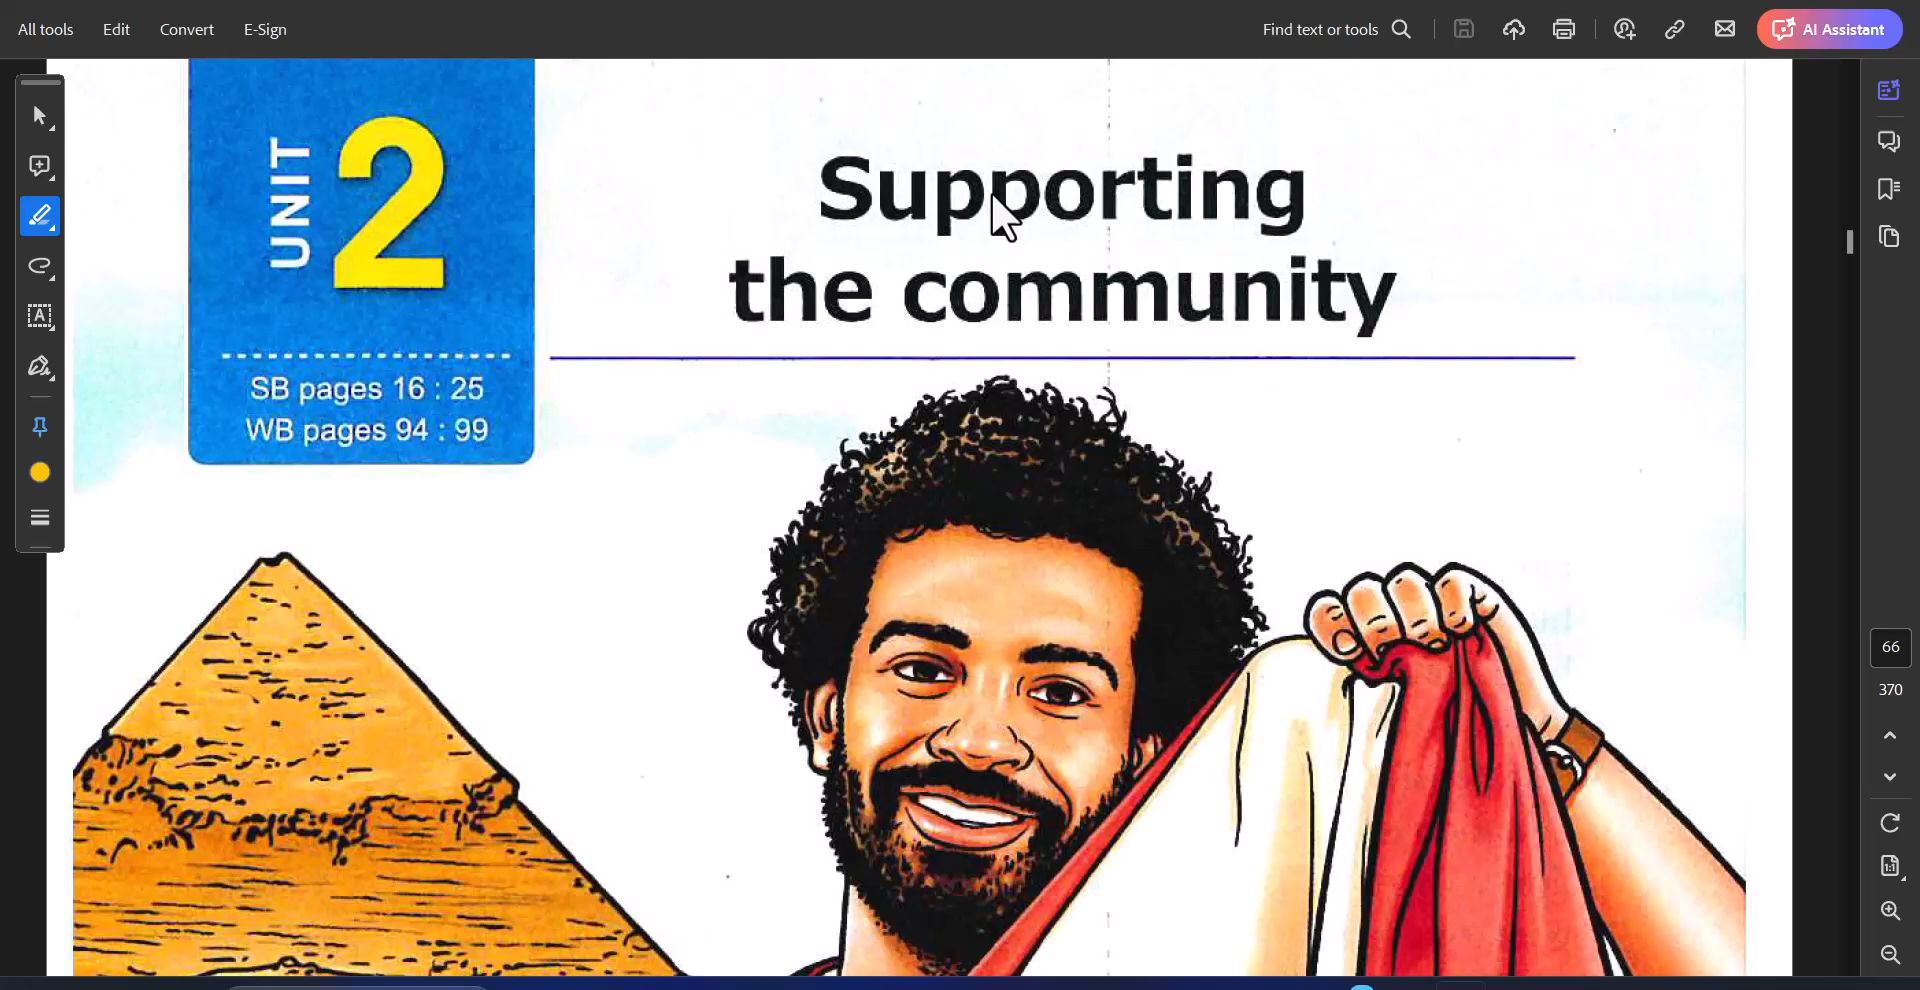 All tools
Edit
Convert
E-Sign
Find text or tools
AI Assistant
UNIT
2
SB pages 16 : 25
WB pages 94 : 99
Supporting
the community
66
370